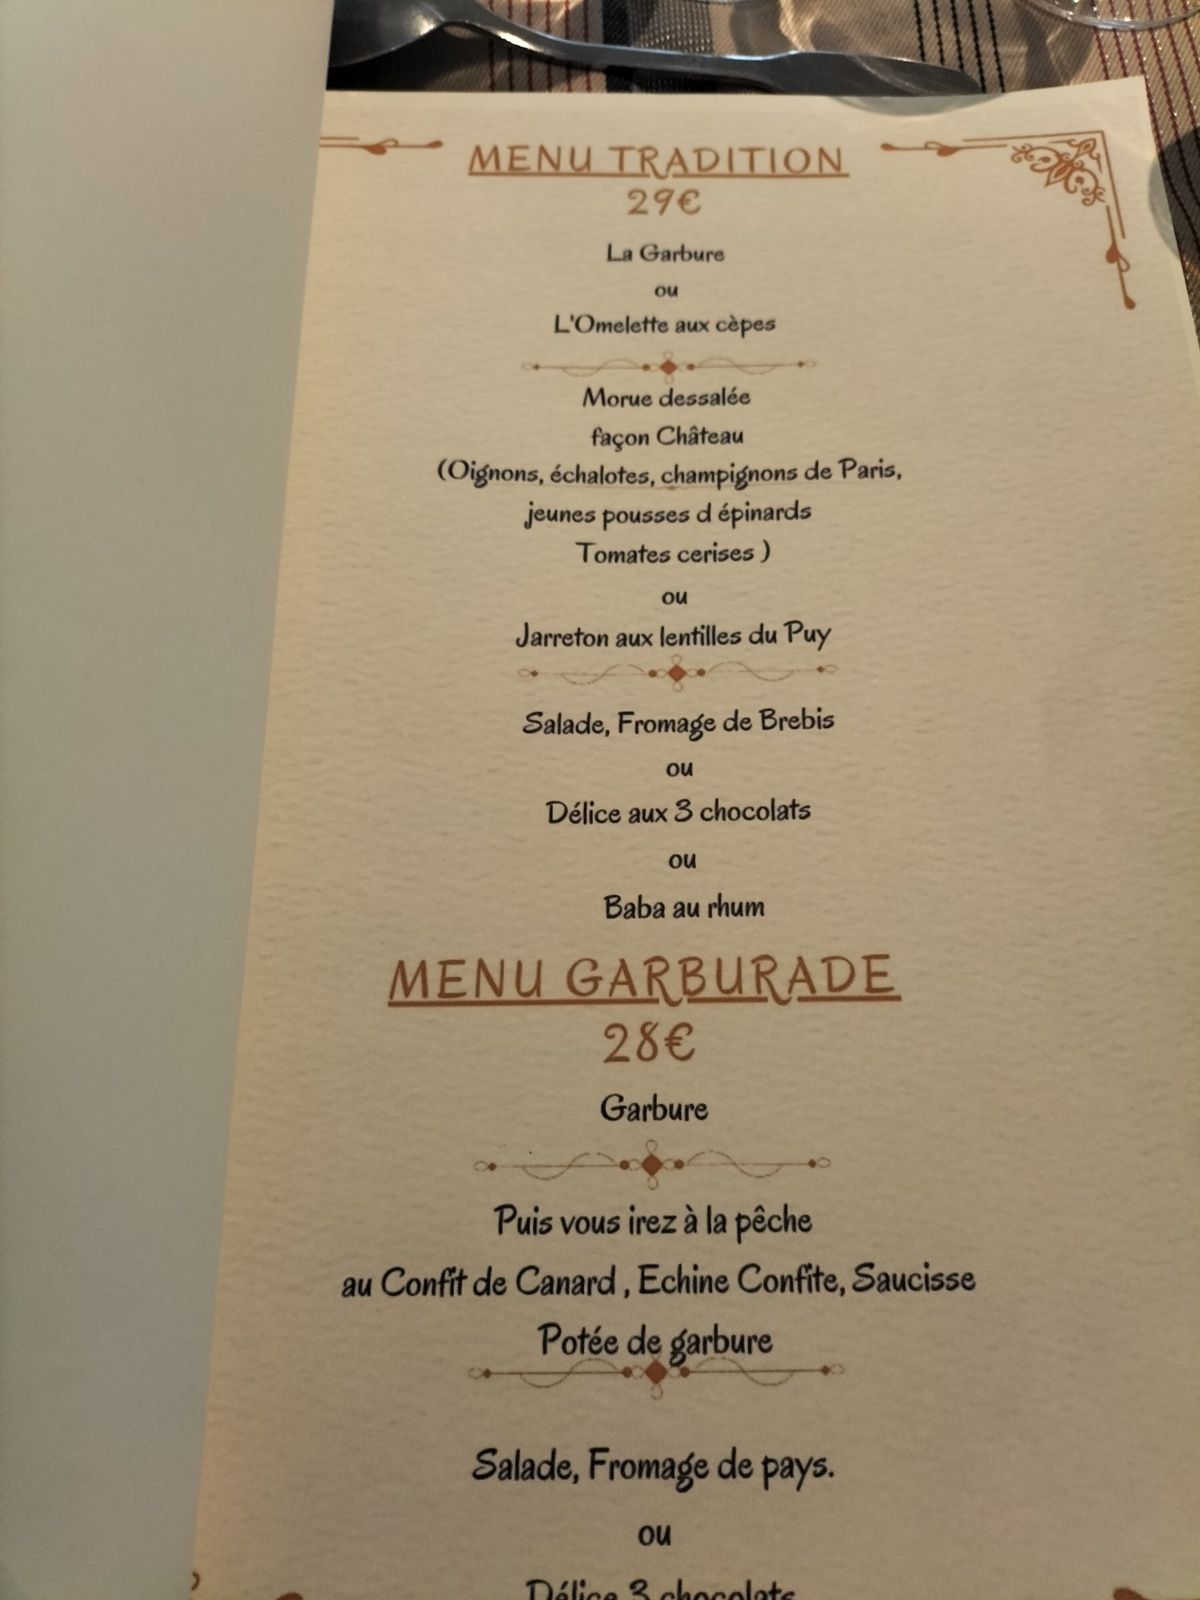 MENU TRADITION
29€
La Garbure
ou
L'Omelette aux cèpes
Morue dessalée
façon Château
(Oignons, échalotes, champignons de Paris,
jeunes pousses d épinards
Tomates cerises )
ou
Jarreton aux lentilles du Puy
Salade, Fromage de Brebis
ou
Délice aux 3 chocolats
ou
Baba au rhum
MENU GARBURADE
28€
Garbure
Puis vous irez à la pêche
au Confit de Canard , Echine Confite, Saucisse
Potée de garbure
Salade, Fromage de pays.
ou
Délice 3 chocolats